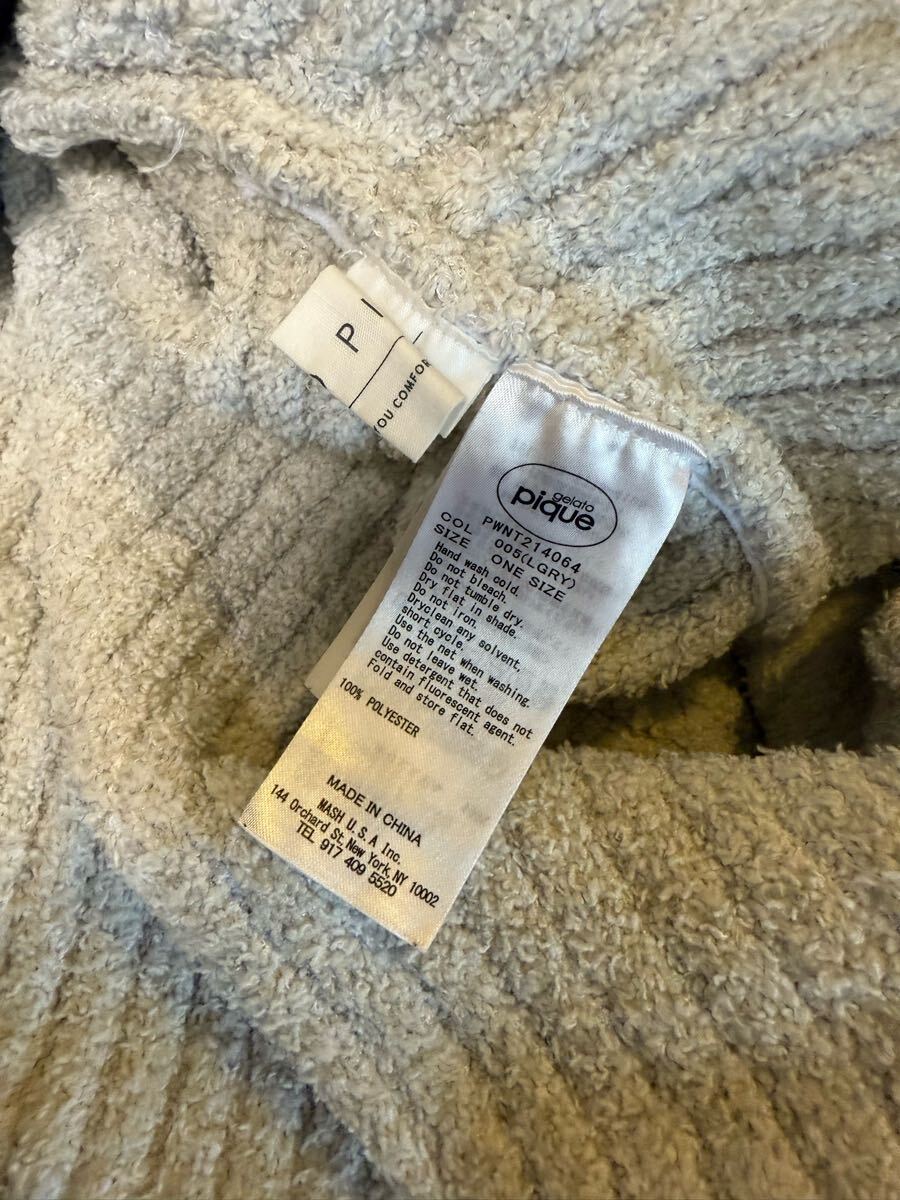 P I
YOU COMFOR
gelato
pique
PWNT214064
COL 005(LGRY)
SIZE ONE SIZE
Hand wash cold.
Do not bleach.
Do not tumble dry.
Dry flat in shade.
Do not iron.
Dryclean any solvent,
short cycle.
Use the net when washing.
Do not leave wet.
Use detergent that does not
contain fluorescent agent.
Fold and store flat.
100% POLYESTER
MADE IN CHINA
MASH U.S.A Inc.
144 Orchard St, New York, NY 10002
TEL 917 409 5520